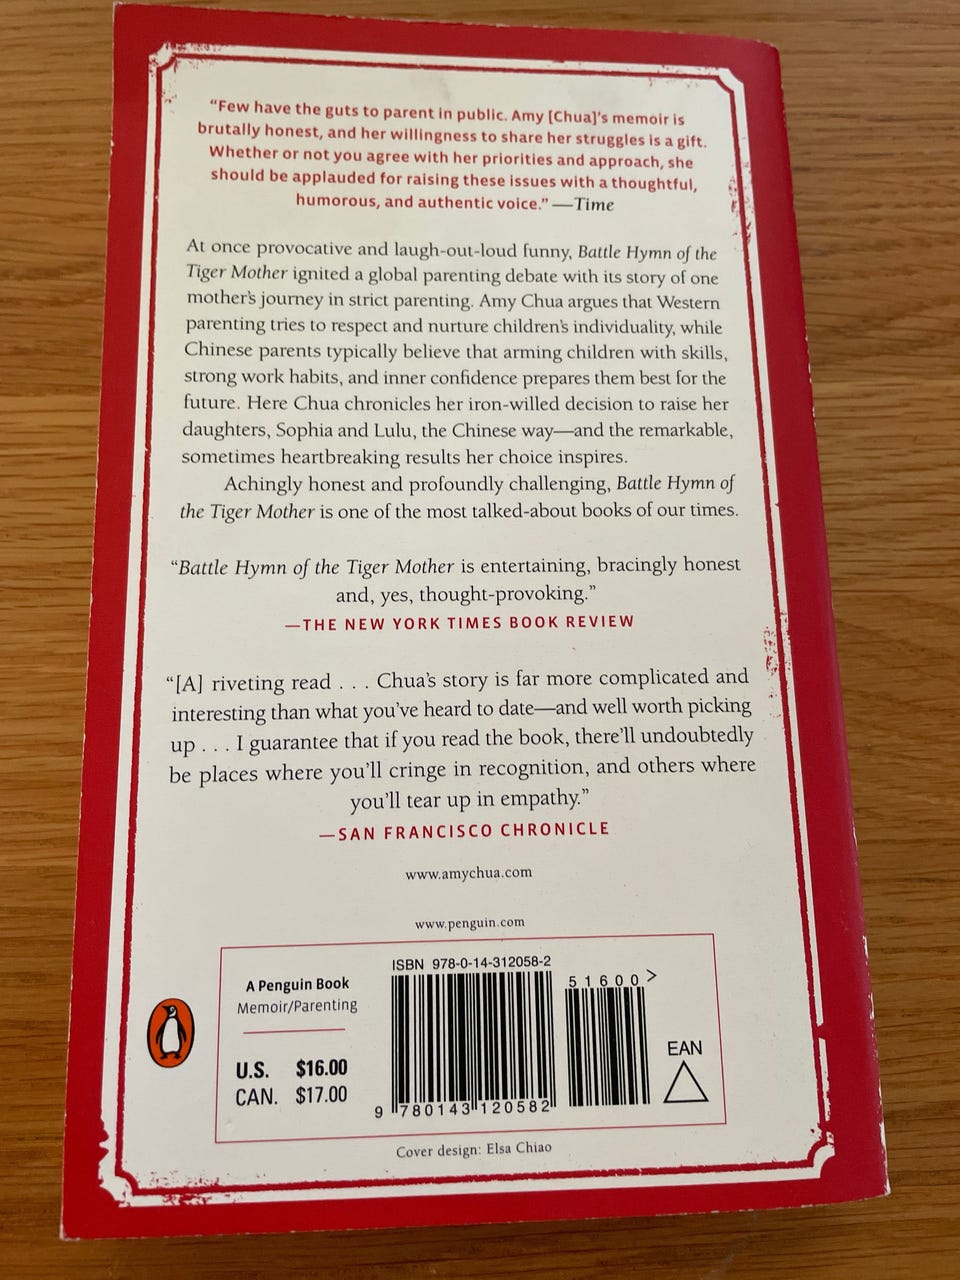 “Few have the guts to parent in public. Amy [Chua]’s memoir is
brutally honest, and her willingness to share her struggles is a gift.
Whether or not you agree with her priorities and approach, she
should be applauded for raising these issues with a thoughtful,
humorous, and authentic voice.” —Time
At once provocative and laugh-out-loud funny, Battle Hymn of the
Tiger Mother ignited a global parenting debate with its story of one
mother’s journey in strict parenting. Amy Chua argues that Western
parenting tries to respect and nurture children’s individuality, while
Chinese parents typically believe that arming children with skills,
strong work habits, and inner confidence prepares them best for the
future. Here Chua chronicles her iron-willed decision to raise her
daughters, Sophia and Lulu, the Chinese way—and the remarkable,
sometimes heartbreaking results her choice inspires.
Achingly honest and profoundly challenging, Battle Hymn of
the Tiger Mother is one of the most talked-about books of our times.
“Battle Hymn of the Tiger Mother is entertaining, bracingly honest
and, yes, thought-provoking.”
—THE NEW YORK TIMES BOOK REVIEW
“[A] riveting read . . . Chua’s story is far more complicated and
interesting than what you’ve heard to date—and well worth picking
up . . . I guarantee that if you read the book, there’ll undoubtedly
be places where you’ll cringe in recognition, and others where
you’ll tear up in empathy.”
—SAN FRANCISCO CHRONICLE
www.amychua.com
www.penguin.com
A Penguin Book
Memoir/Parenting
U.S. $16.00
CAN. $17.00
ISBN 978-0-14-312058-2
9 780143 120582
51600>
EAN
Cover design: Elsa Chiao